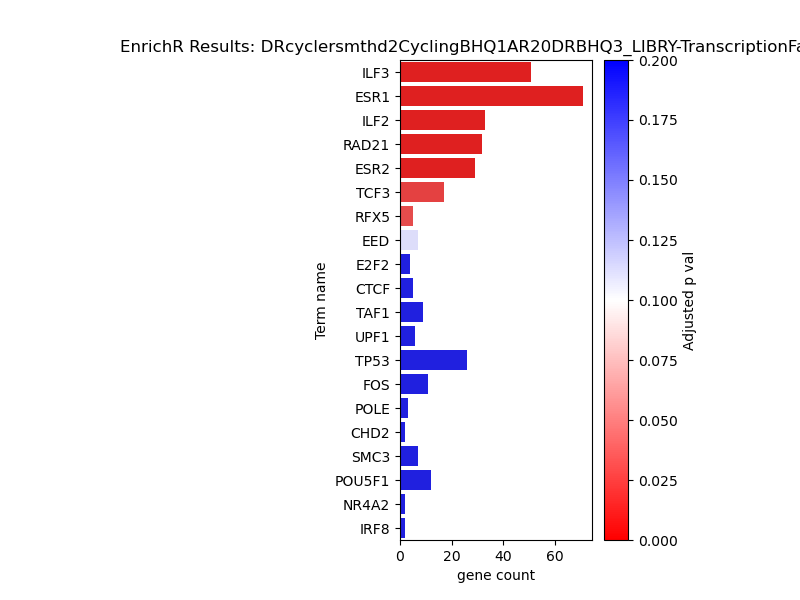 EnrichR Results: DRcyclersmthd2CyclingBHQ1AR20DRBHQ3_LIBRY-TranscriptionFa
ILF3
ESR1
ILF2
RAD21
ESR2
TCF3
RFX5
EED
E2F2
CTCF
TAF1
UPF1
TP53
FOS
POLE
CHD2
SMC3
POU5F1
NR4A2
IRF8
Term name
0 20 40 60
gene count
0.200
0.175
0.150
0.125
0.100
0.075
0.050
0.025
0.000
Adjusted p val